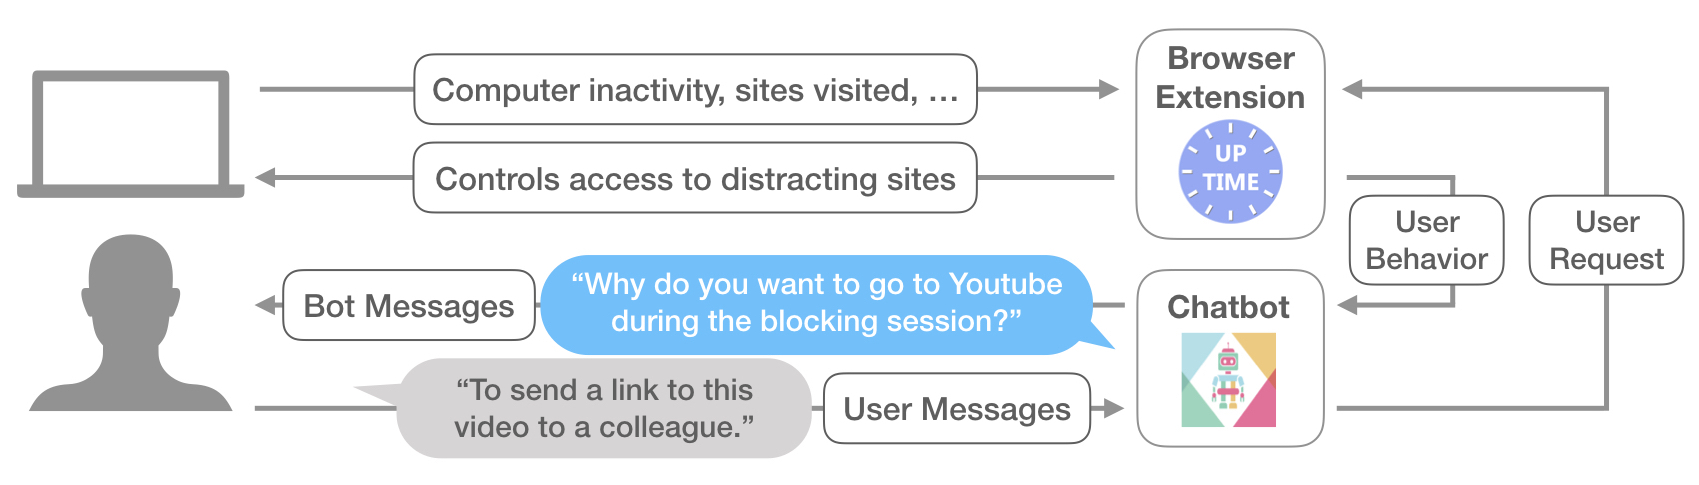 Browser
Extension
Computer inactivity, sites visited, …
UP
TIME
Controls access to distracting sites
User
Behavior
User
Request
Bot Messages
“Why do you want to go to Youtube
during the blocking session?”
Chatbot
“To send a link to this
video to a colleague.”
User Messages